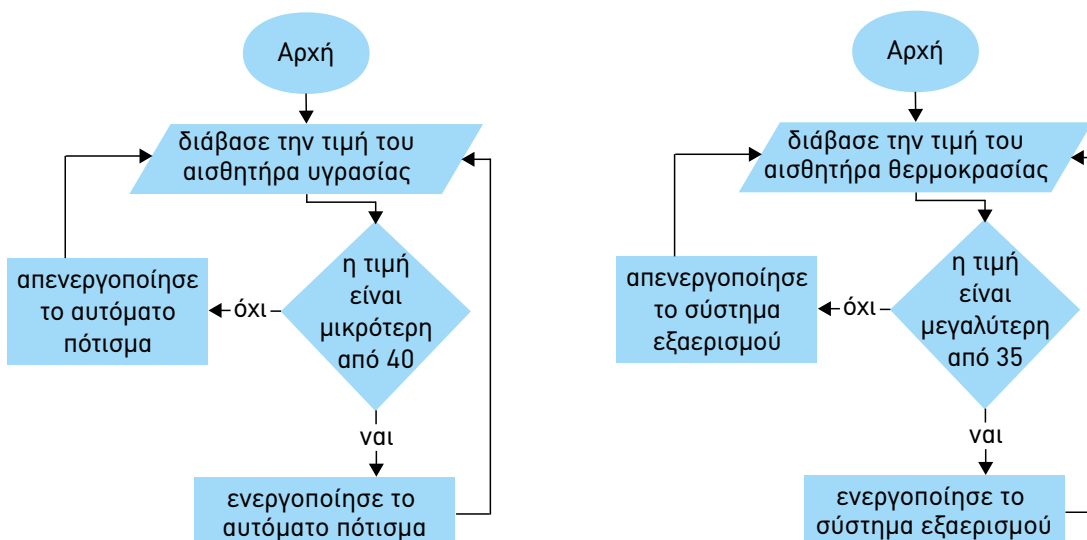 Αρχή
διάβασε την τιμή του
αισθητήρα υγρασίας
απενεργοποίησε
το αυτόματο
πότισμα
όχι
η τιμή
είναι
μικρότερη
από 40
ναι
ενεργοποίησε το
αυτόματο πότισμα
Αρχή
διάβασε την τιμή του
αισθητήρα θερμοκρασίας
απενεργοποίησε
το σύστημα
εξαερισμού
όχι
η τιμή
είναι
μεγαλύτερη
από 35
ναι
ενεργοποίησε το
σύστημα εξαερισμού